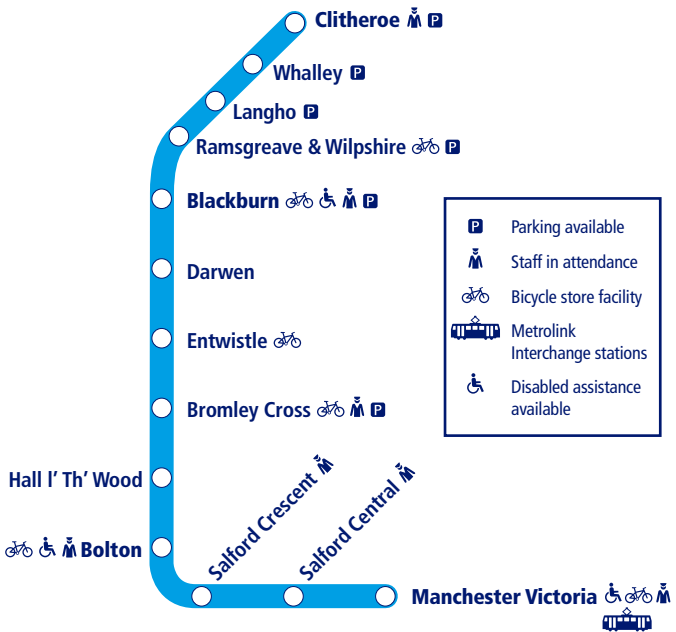 Clitheroe P
Whalley P
Langho P
Ramsgreave & Wilpshire P
Blackburn P
Darwen
Entwistle
Bromley Cross P
Hall I' Th' Wood
Bolton
Salford Crescent
Salford Central
Manchester Victoria
P Parking available
Staff in attendance
Bicycle store facility
Metrolink
Interchange stations
Disabled assistance
available